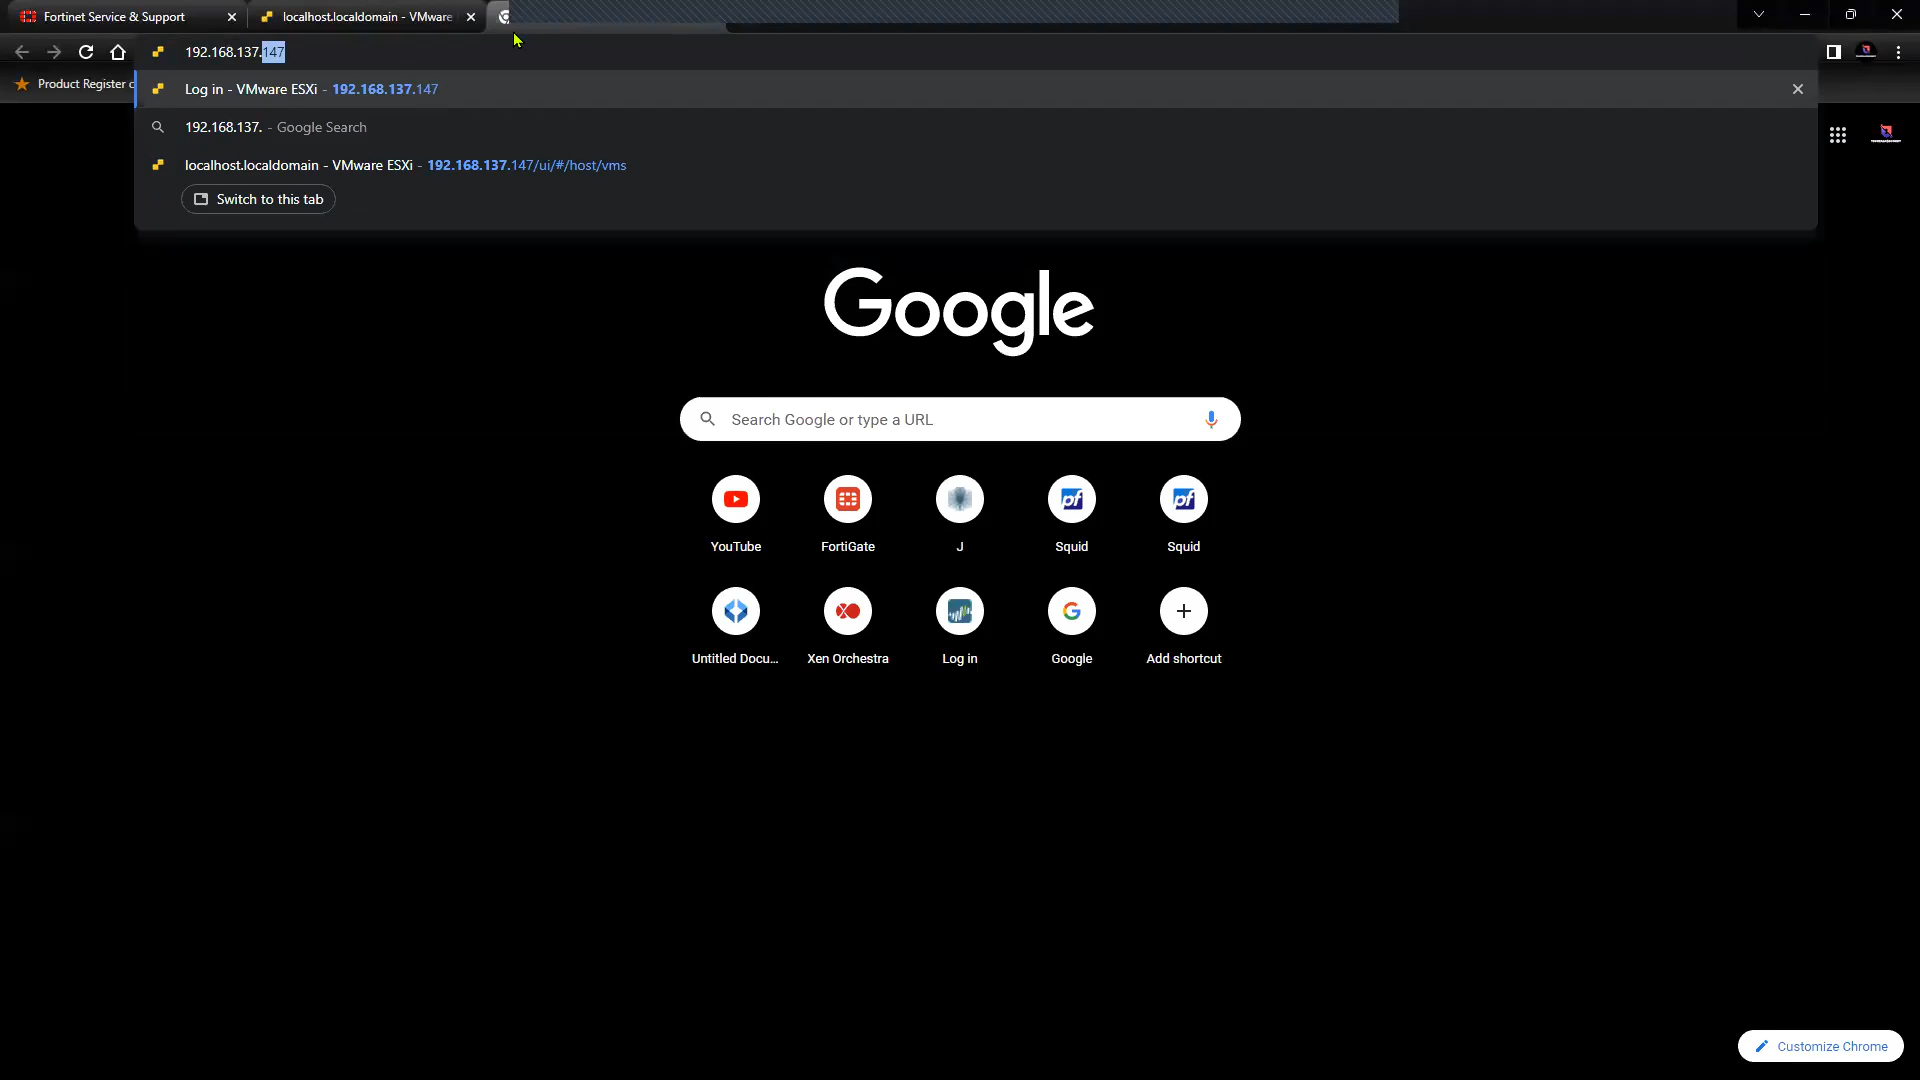 Fortinet Service & Support
localhost.localdomain - VMware
192.168.137.147
Product Register c
Log in - VMware ESXi - 192.168.137.147
192.168.137. - Google Search
localhost.localdomain - VMware ESXi - 192.168.137.147/ui/#/host/vms
Switch to this tab
Google
Search Google or type a URL
YouTube
FortiGate
J
Squid
Squid
Untitled Docu...
Xen Orchestra
Log in
Google
Add shortcut
Customize Chrome